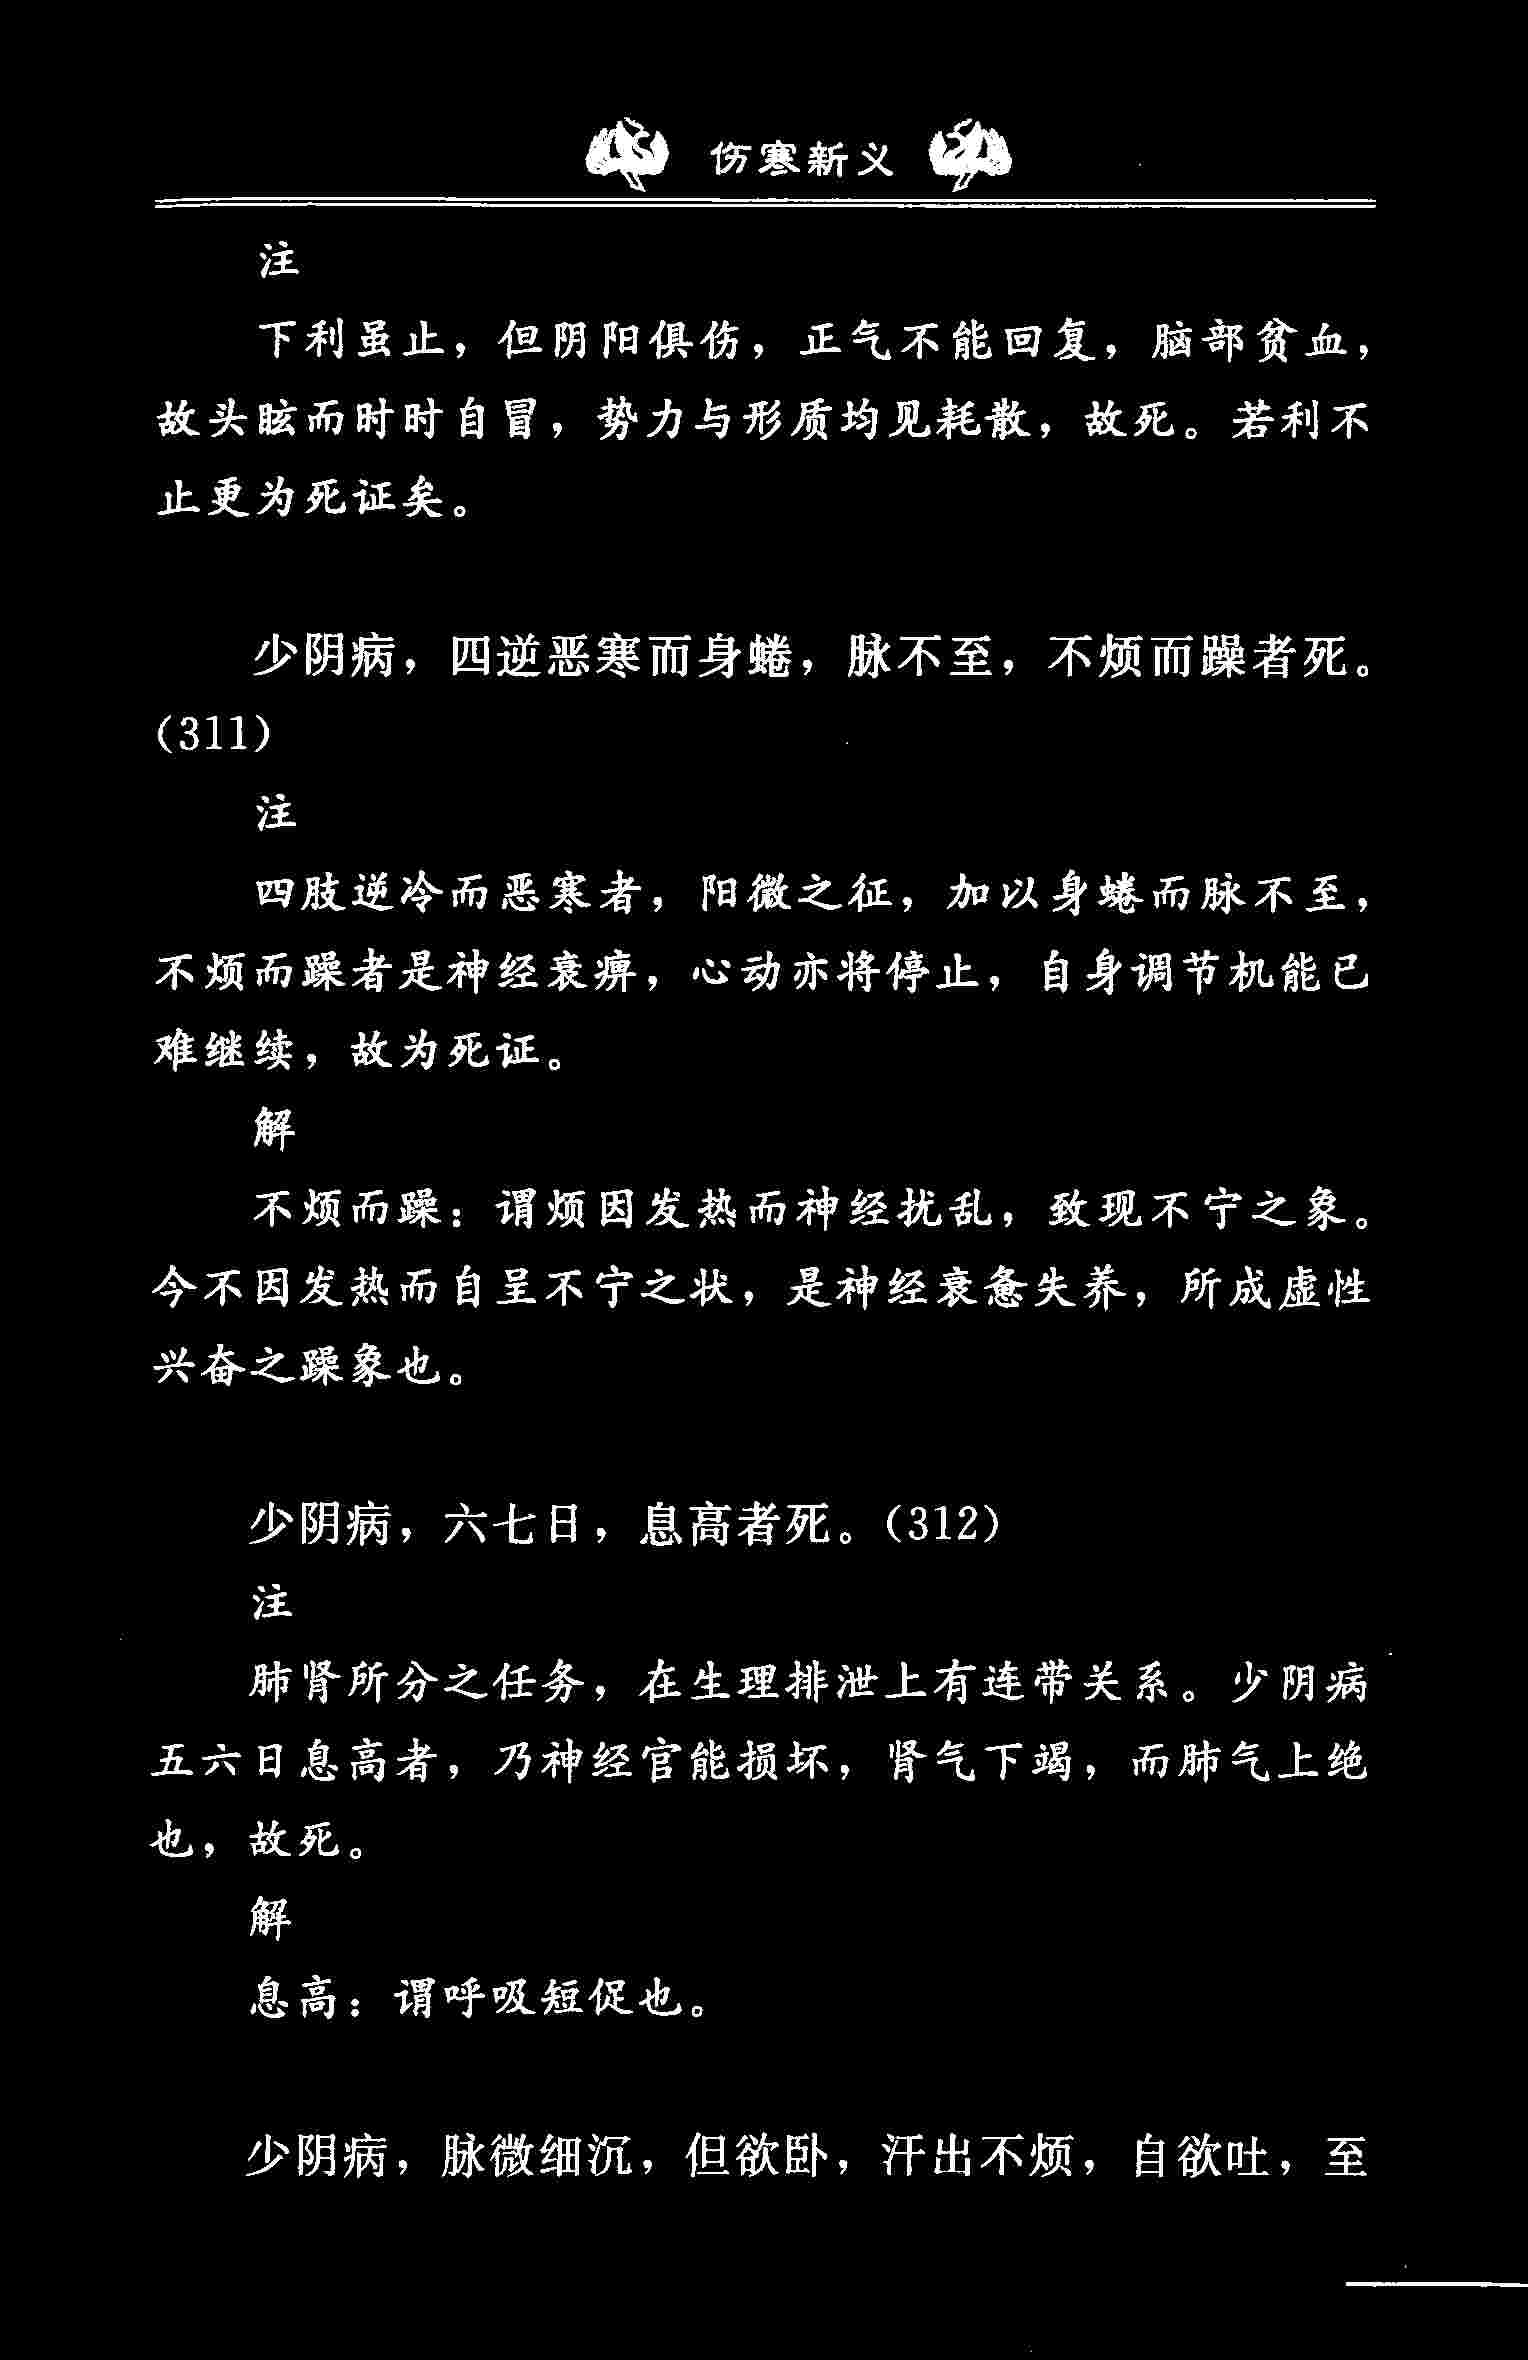 伤寒新义
注
下利虽止，但阴阳俱伤，正气不能回复，脑部贫血，
故头眩而时时自冒，势力与形质均见耗散，故死。若利不
止更为死证矣。
少阴病，四逆恶寒而身蜷，脉不至，不烦而躁者死。
(311)
注
四肢逆冷而恶寒者，阳微之征，加以身蜷而脉不至，
不烦而躁者是神经衰痹，心动亦将停止，自身调节机能已
难继续，故为死证。
解
不烦而躁：谓烦因发热而神经扰乱，致现不宁之象。
今不因发热而自呈不宁之状，是神经衰惫失养，所成虚性
兴奋之躁象也。
少阴病，六七日，息高者死。(312)
注
肺肾所分之任务，在生理排泄上有连带关系。少阴病
五六日息高者，乃神经官能损坏，肾气下竭，而肺气上绝
也，故死。
解
息高：谓呼吸短促也。
少阴病，脉微细沉，但欲卧，汗出不烦，自欲吐，至